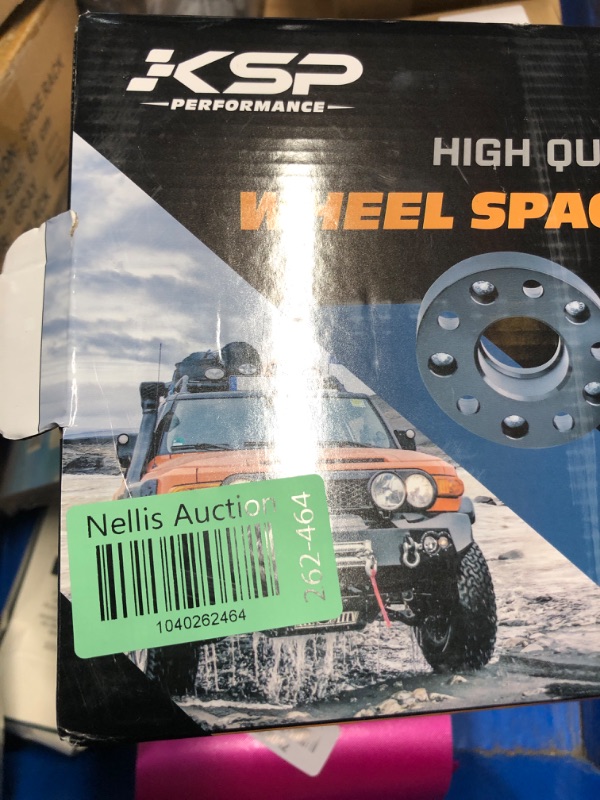 KSP
PERFORMANCE
HIGH QU
WHEEL SPAC
Nellis Auction
262-464
1040262464